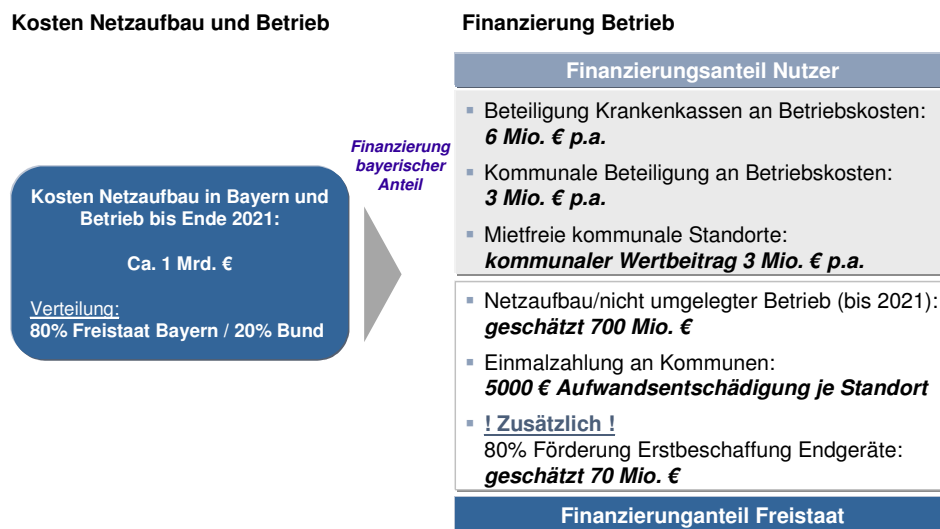 Kosten Netzaufbau und Betrieb
Kosten Netzaufbau in Bayern und
Betrieb bis Ende 2021:
Ca. 1 Mrd. €
Verteilung:
80% Freistaat Bayern / 20% Bund
Finanzierung
bayerischer
Anteil
Finanzierung Betrieb
Finanzierungsanteil Nutzer
▪ Beteiligung Krankenkassen an Betriebskosten:
6 Mio. € p.a.
▪ Kommunale Beteiligung an Betriebskosten:
3 Mio. € p.a.
▪ Mietfreie kommunale Standorte:
kommunaler Wertbeitrag 3 Mio. € p.a.
▪ Netzaufbau/nicht umgelegter Betrieb (bis 2021):
geschätzt 700 Mio. €
▪ Einmalzahlung an Kommunen:
5000 € Aufwandsentschädigung je Standort
▪ ! Zusätzlich !
80% Förderung Erstbeschaffung Endgeräte:
geschätzt 70 Mio. €
Finanzierunganteil Freistaat